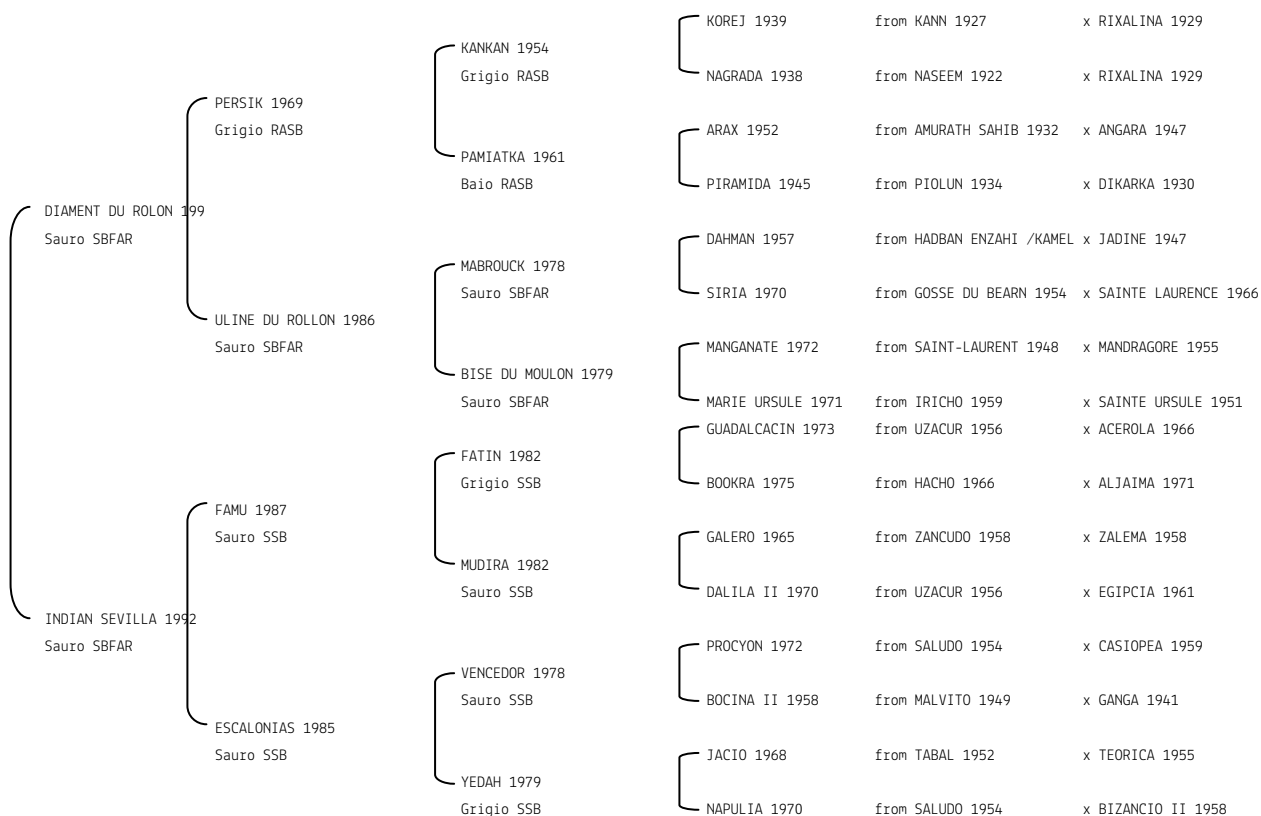 KOREJ 1939 from KANN 1927 x RIXALINA 1929
KANKAN 1954
Grigio RASB NAGRADA 1938 from NASEEM 1922 x RIXALINA 1929
PERSIK 1969
Grigio RASB ARAX 1952 from AMURATH SAHIB 1932 x ANGARA 1947
PAMIATKA 1961
Baio RASB PIRAMIDA 1945 from PIOLUN 1934 x DIKARKA 1930
DIAMENT DU ROLON 199
Sauro SBFAR DAHMAN 1957 from HADBAN ENZAHI /KAMEL x JADINE 1947
MABROUCK 1978
Sauro SBFAR SIRIA 1970 from GOSSE DU BEARN 1954 x SAINTE LAURENCE 1966
ULINE DU ROLLON 1986
Sauro SBFAR MANGANATE 1972 from SAINT-LAURENT 1948 x MANDRAGORE 1955
BISE DU MOULON 1979
Sauro SBFAR MARIE URSULE 1971 from IRICHO 1959 x SAINTE URSULE 1951
GUADALCACIN 1973 from UZACUR 1956 x ACEROLA 1966
FATIN 1982
Grigio SSB BOOKRA 1975 from HACHO 1966 x ALJAIMA 1971
FAMU 1987
Sauro SSB GALERO 1965 from ZANCUDO 1958 x ZALEMA 1958
MUDIRA 1982
Sauro SSB DALILA II 1970 from UZACUR 1956 x EGIPCIA 1961
INDIAN SEVILLA 1992
Sauro SBFAR PROCYON 1972 from SALUDO 1954 x CASIOPEA 1959
VENCEDOR 1978
Sauro SSB BOCINA II 1958 from MALVITO 1949 x GANGA 1941
ESCALONIAS 1985
Sauro SSB JACIO 1968 from TABAL 1952 x TEORICA 1955
YEDAH 1979
Grigio SSB NAPULIA 1970 from SALUDO 1954 x BIZANCIO II 1958